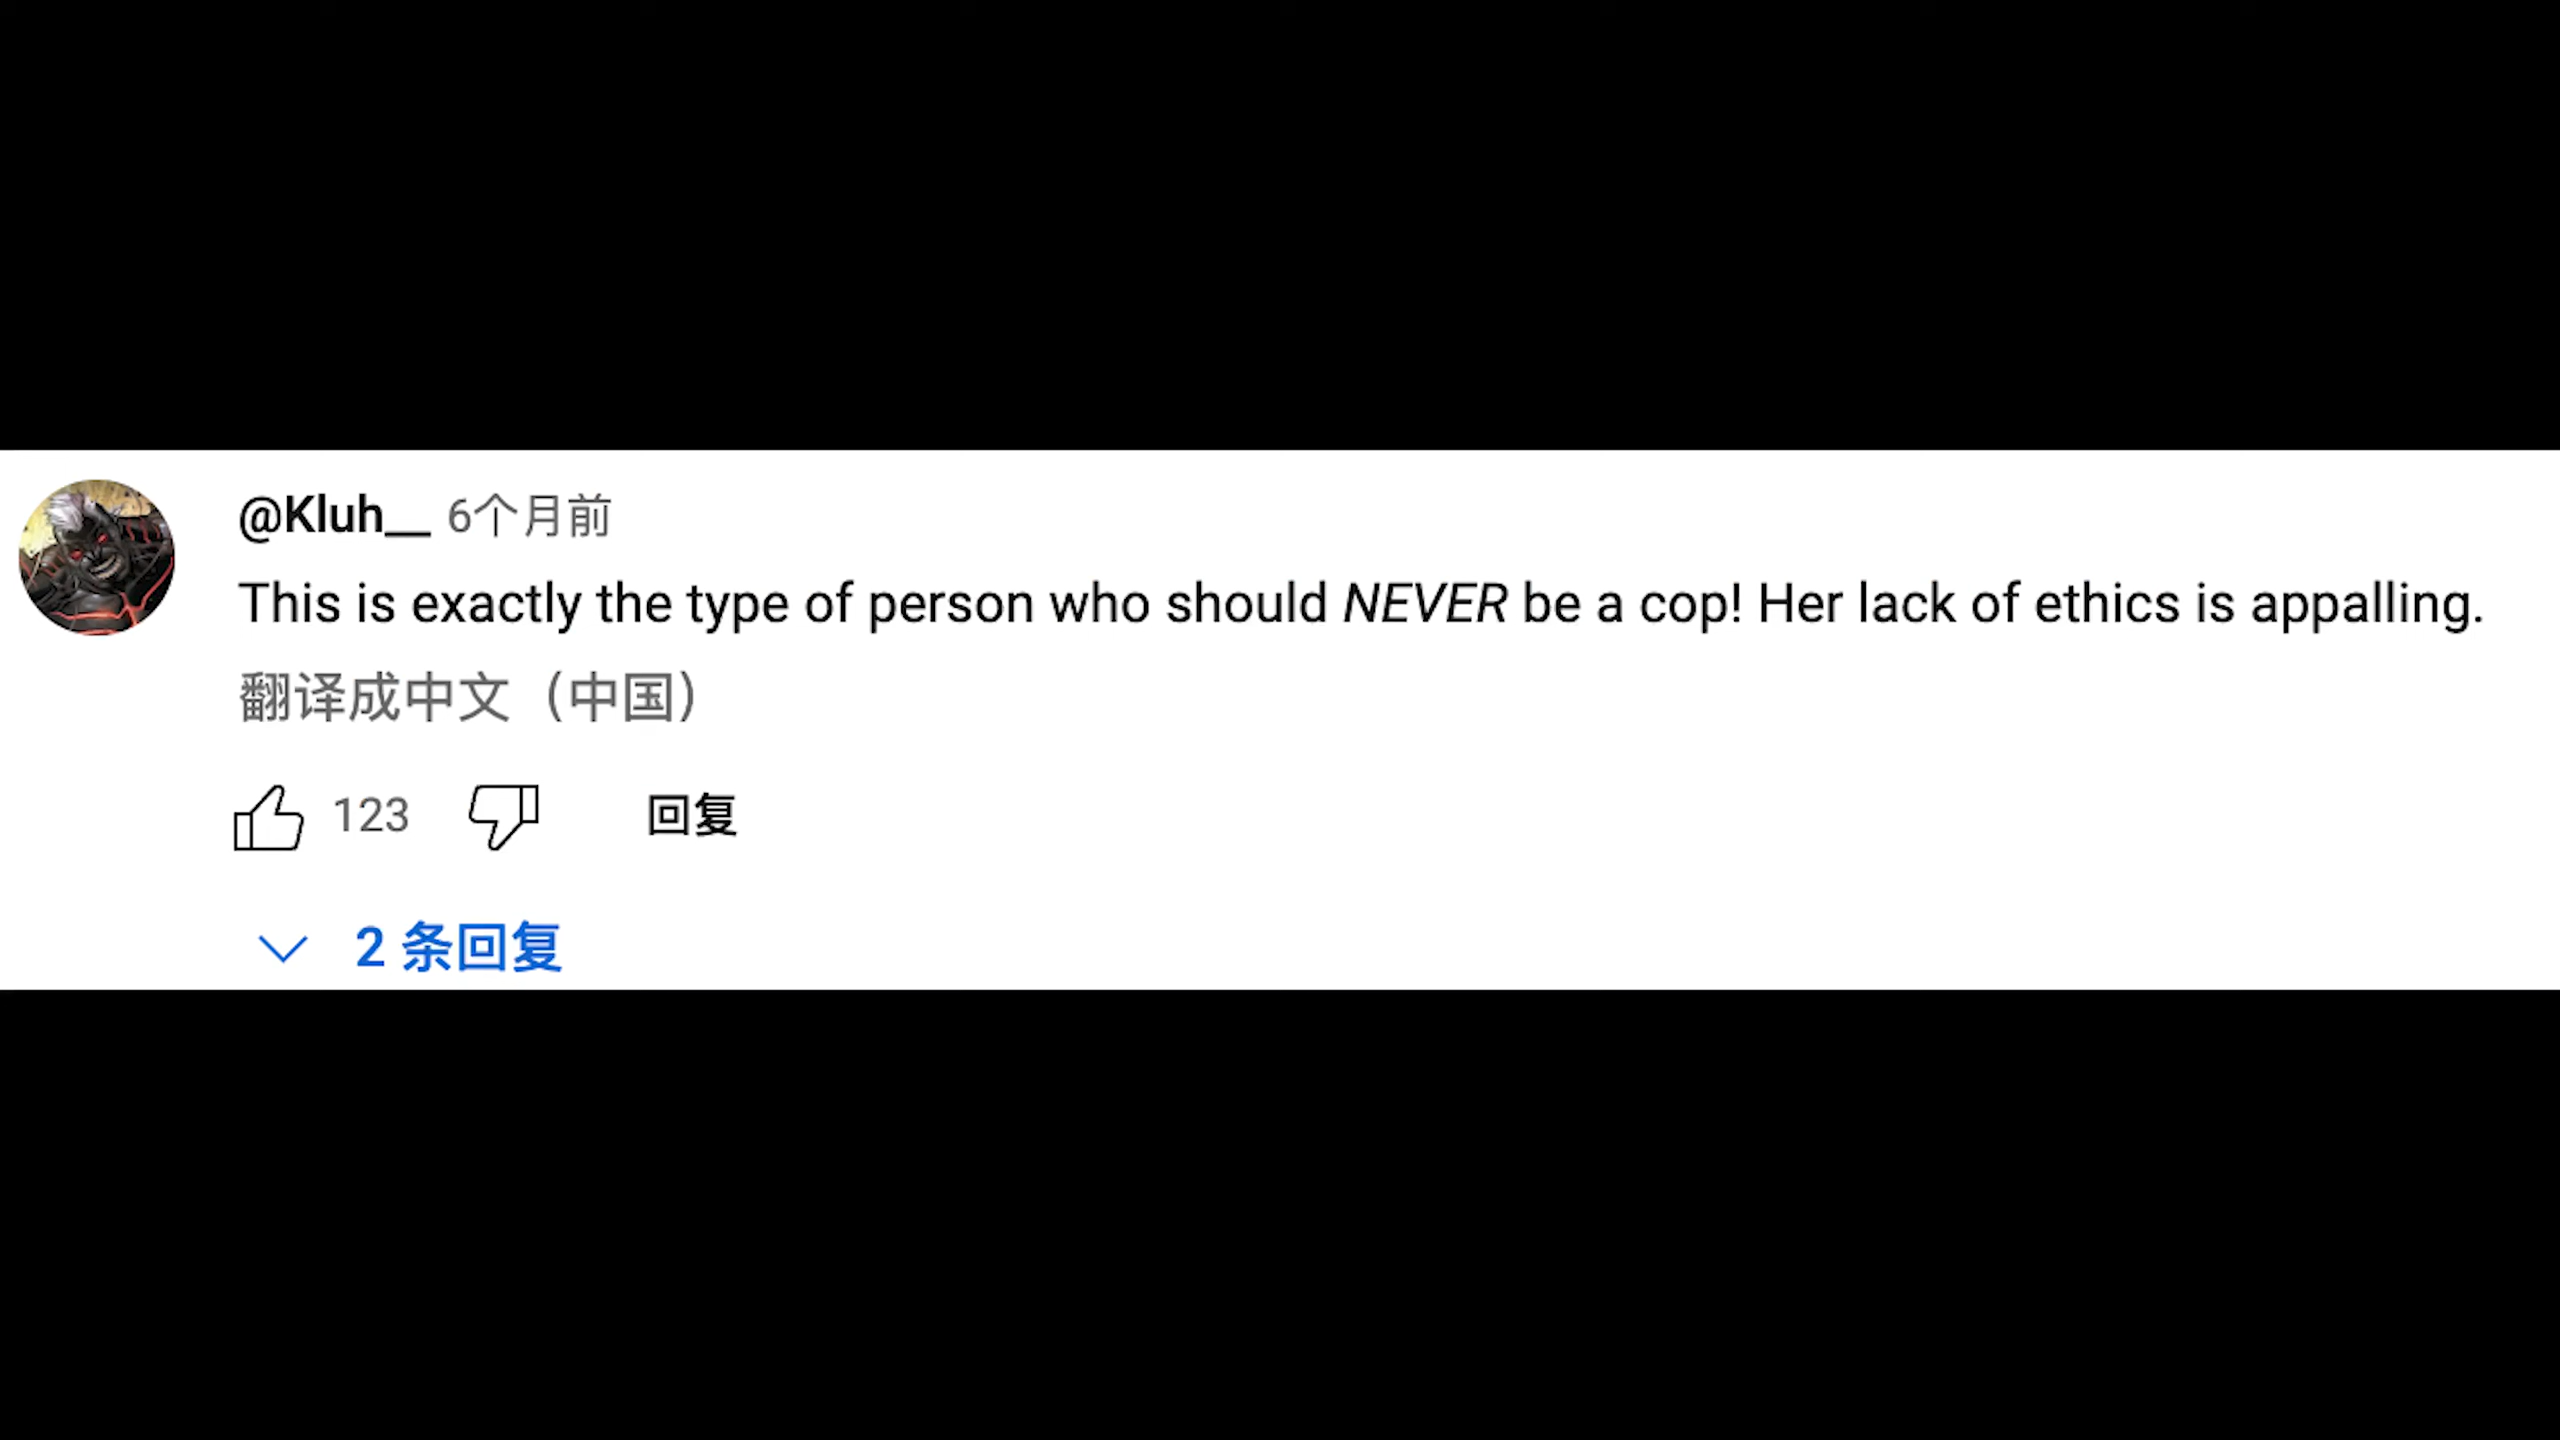 @Kluh__ 6个月前
This is exactly the type of person who should NEVER be a cop! Her lack of ethics is appalling.
翻译成中文（中国）
123 回复
2 条回复